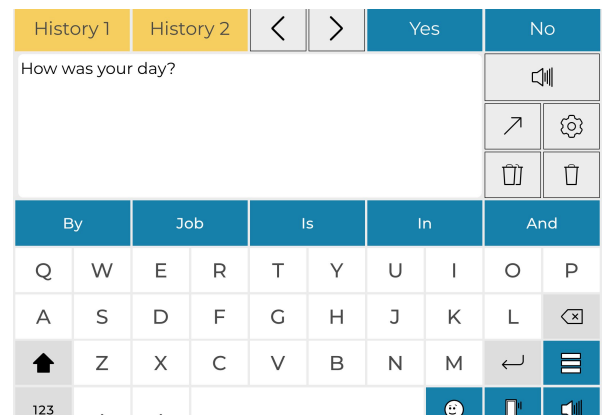 History 1 History 2 Yes No
How was your day?
By Job Is In And
Q W E R T Y U I O P
A S D F G H J K L
Z X C V B N M
123